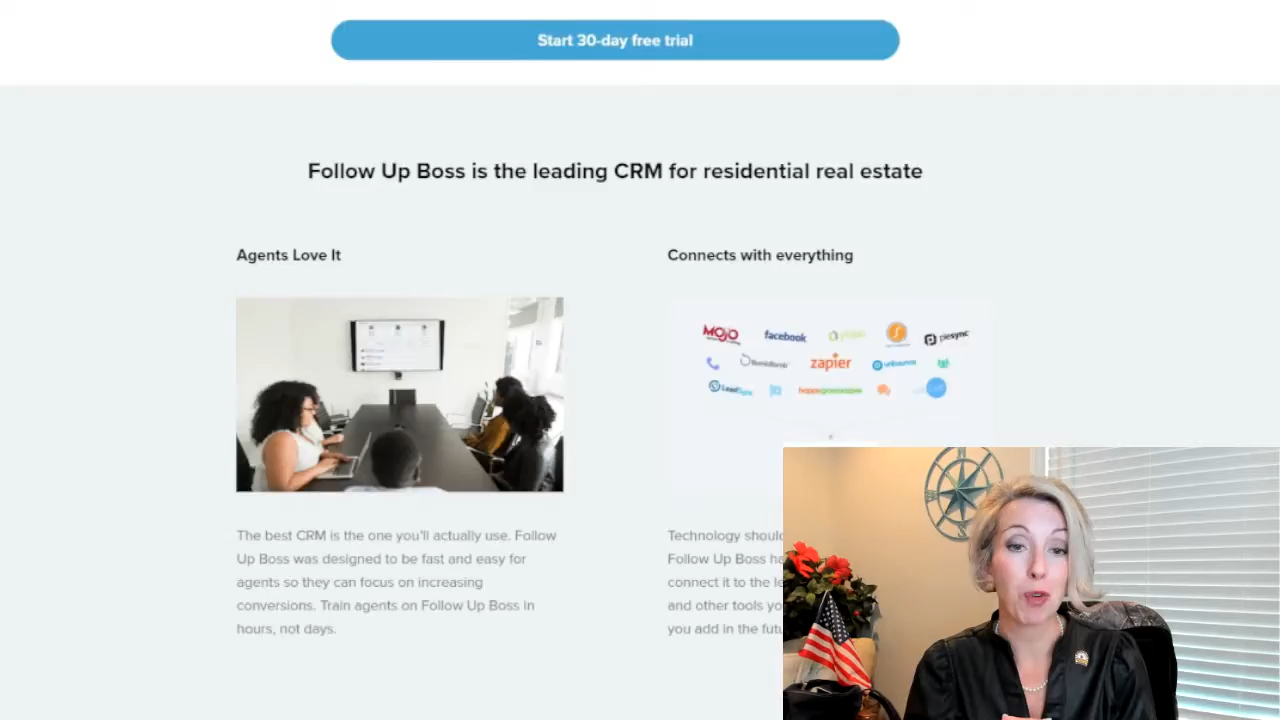 Start 30-day free trial
Follow Up Boss is the leading CRM for residential real estate
Agents Love It
Connects with everything
MOJO
facebook
piesync
BombBomb
zapier
unbounce
LeadSync
The best CRM is the one you'll actually use. Follow
Up Boss was designed to be fast and easy for
agents so they can focus on increasing
conversions. Train agents on Follow Up Boss in
hours, not days.
Technology should
Follow Up Boss
connect it to the
and other tools
you add in the